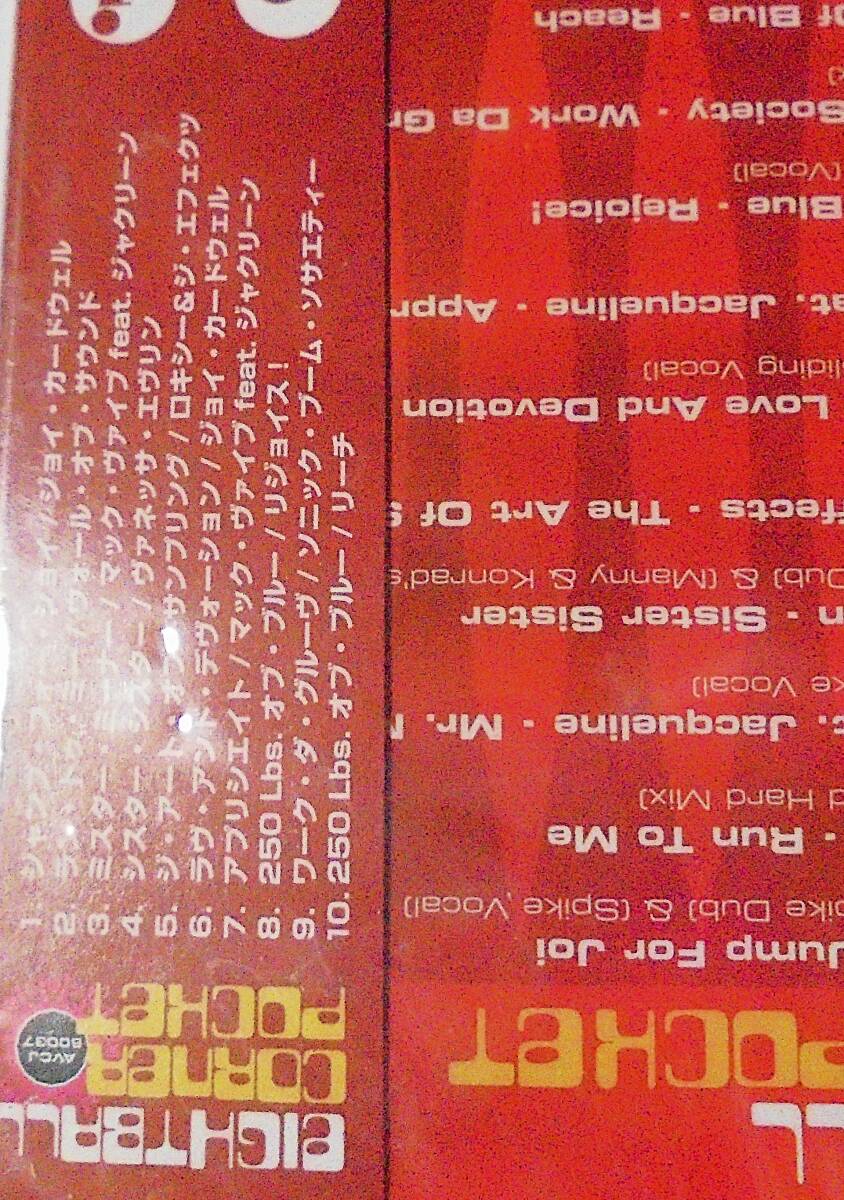 EIGHTBALL
CORNER
POCKET
AVCJ
60037
1. ジャンプ・フォー・ジョイ / ジョイ・カードウェル
2. ラン・トゥ・ミー / ウォール・オブ・サウンド
3. ミスター・ミーナー / マック・ヴァイブ feat. ジャクリーン
4. シスター・シスター / ヴァネッサ・エヴリン
5. ジ・アート・オブ・サンプリング / ロキシー&ジ・エフェクツ
6. ラヴ・アンド・デヴォーション / ジョイ・カードウェル
7. アプリシエイト / マック・ヴァイブ feat. ジャクリーン
8. 250 Lbs. オブ・ブルー / リジョイス!
9. ワーク・ダ・グルーヴ / ソニック・ブーム・ソサエティー
10. 250 Lbs. オブ・ブルー / リーチ
POCKET
Jump For Joi
Dub) & (Spike Vocal)
- Run To Me
Hard Mix)
Jacqueline - Mr.
Vocal)
- Sister Sister
Dub) & (Manny & Konrad's
- The Art Of
Love And Devotion
Vocal)
Jacqueline -
Blue - Rejoice!
(Vocal)
Society - Work Da
Of Blue - Reach